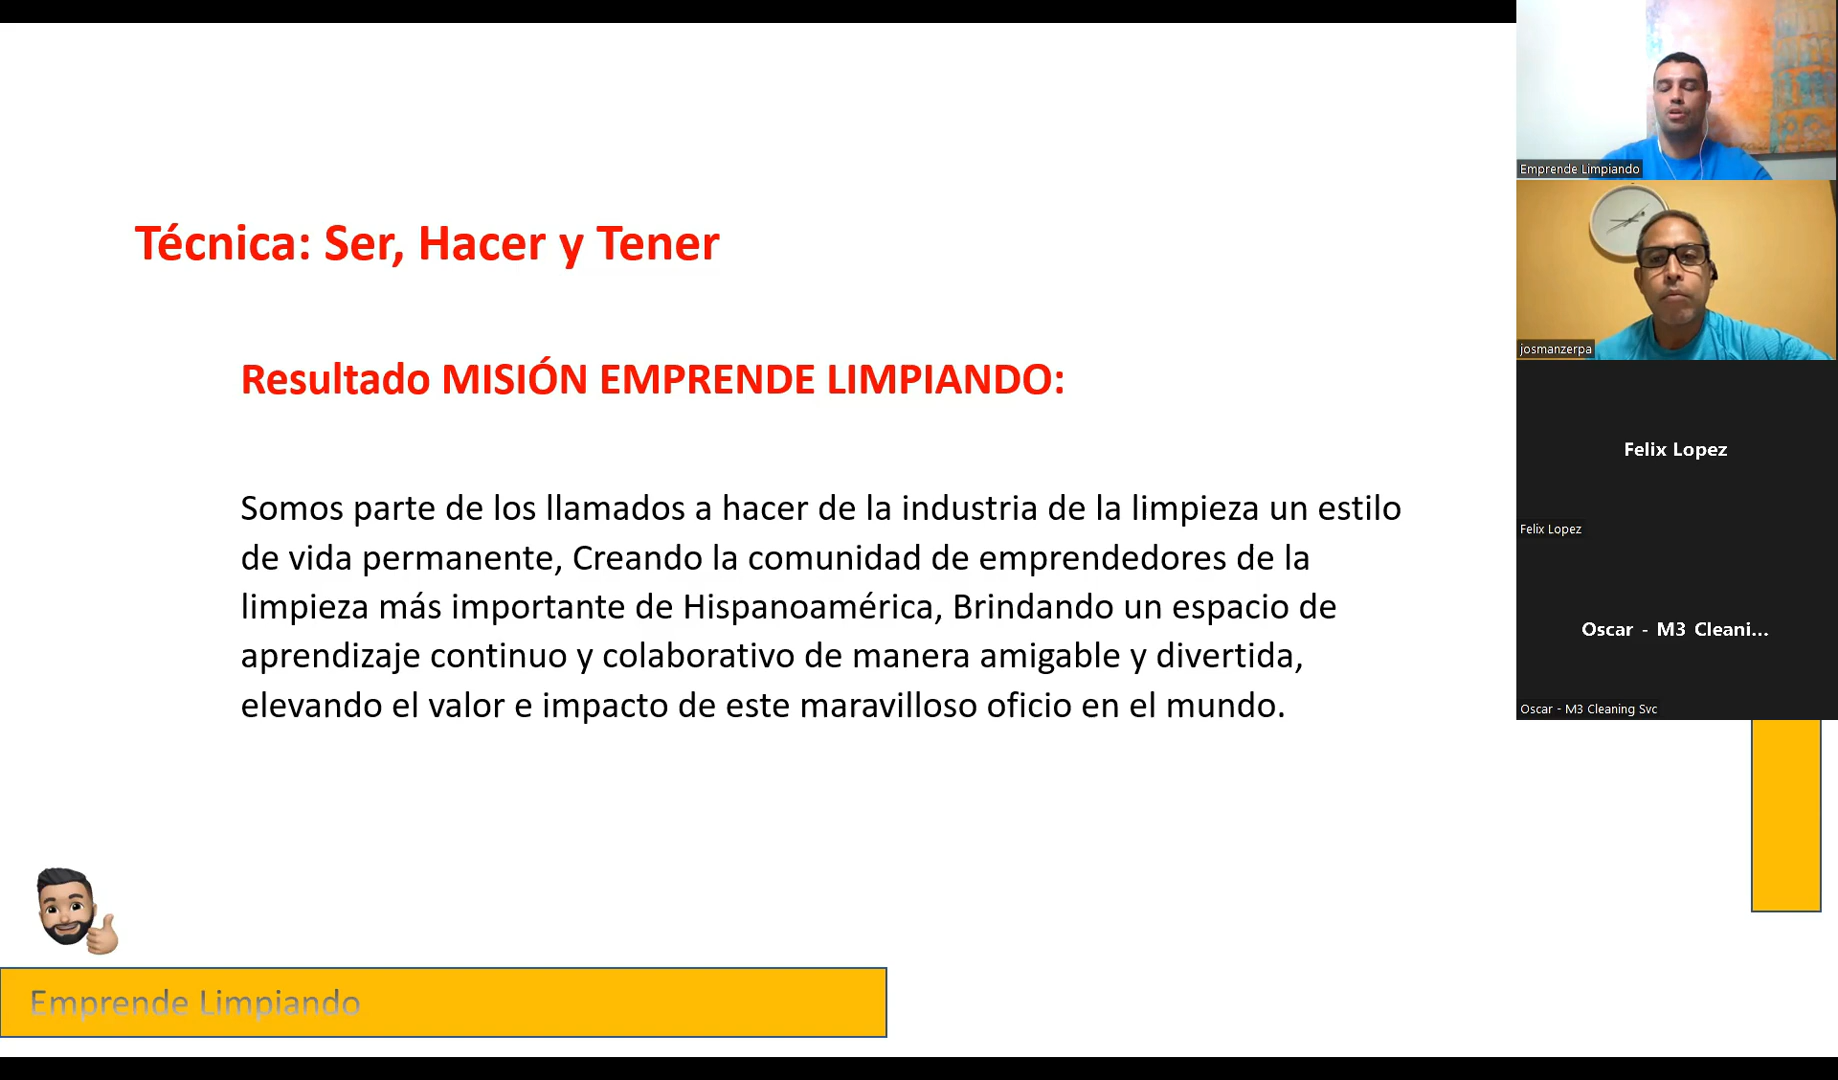 Técnica: Ser, Hacer y Tener
Resultado MISIÓN EMPRENDE LIMPIANDO:
Somos parte de los llamados a hacer de la industria de la limpieza un estilo
de vida permanente, Creando la comunidad de emprendedores de la
limpieza más importante de Hispanoamérica, Brindando un espacio de
aprendizaje continuo y colaborativo de manera amigable y divertida,
elevando el valor e impacto de este maravilloso oficio en el mundo.
Emprende Limpiando
Emprende Limpiando
josmanzerpa
Felix Lopez
Felix Lopez
Oscar - M3 Cleani...
Oscar - M3 Cleaning Svc